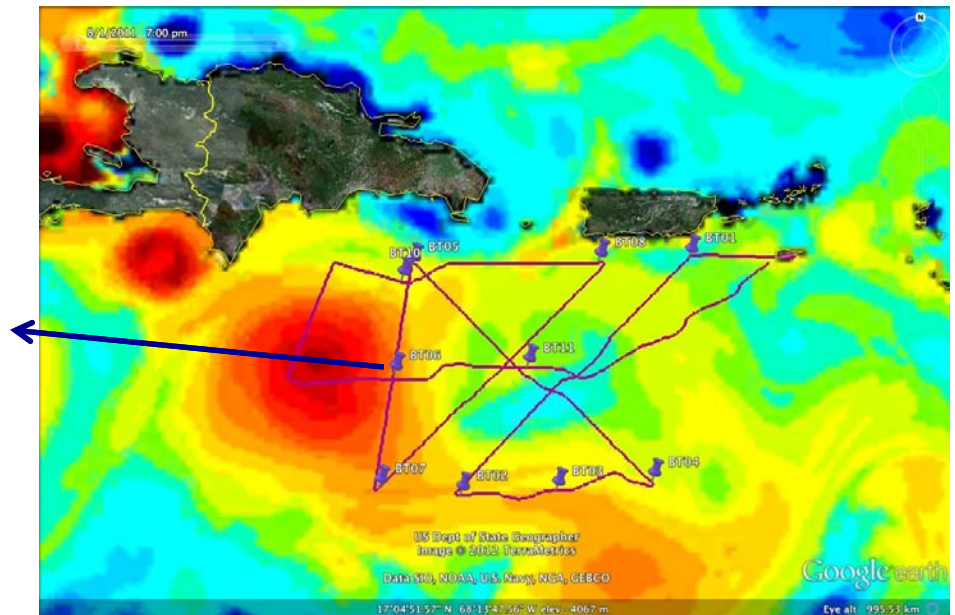 8/1/2011 7:00 pm
N
BT05
BT10
BT08
BT01
BT06
BT11
BT07
BT02
BT03
BT04
US Dept of State Geographer
Image © 2012 TerraMetrics
Data SIO, NOAA, U.S. Navy, NGA, GEBCO
Google earth
17°04'51.57" N 68°13'47.56" W elev -4067 m
Eye alt 995.53 km